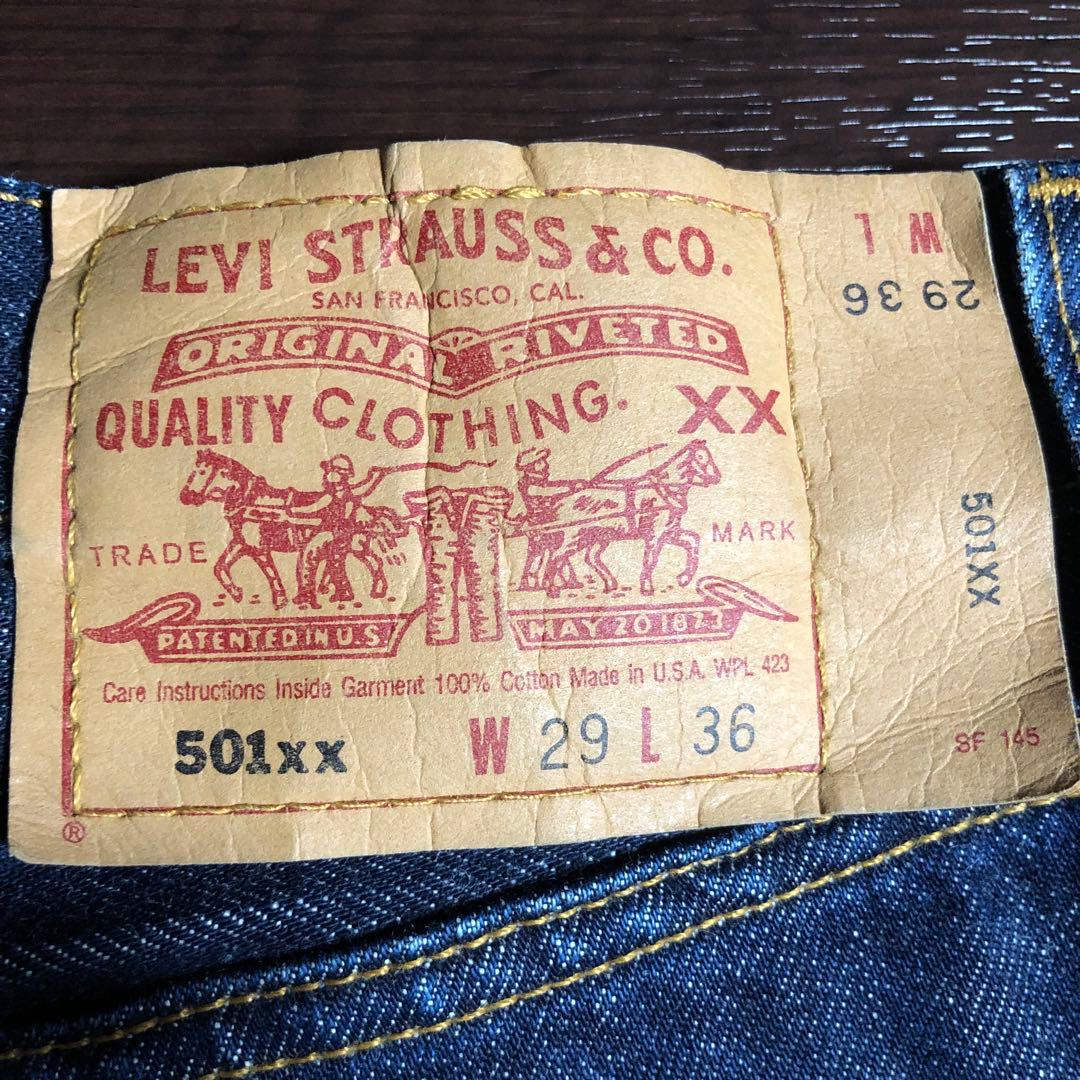 LEVI STRAUSS & CO.
SAN FRANCISCO, CAL.
ORIGINAL RIVETED
QUALITY CLOTHING. XX
TRADE MARK
PATENTED IN U.S MAY 20 1873
Care Instructions Inside Garment 100% Cotton Made in U.S.A. WPL 423
501xx W 29 L 36
®
W L
29 36
501XX
SF 145